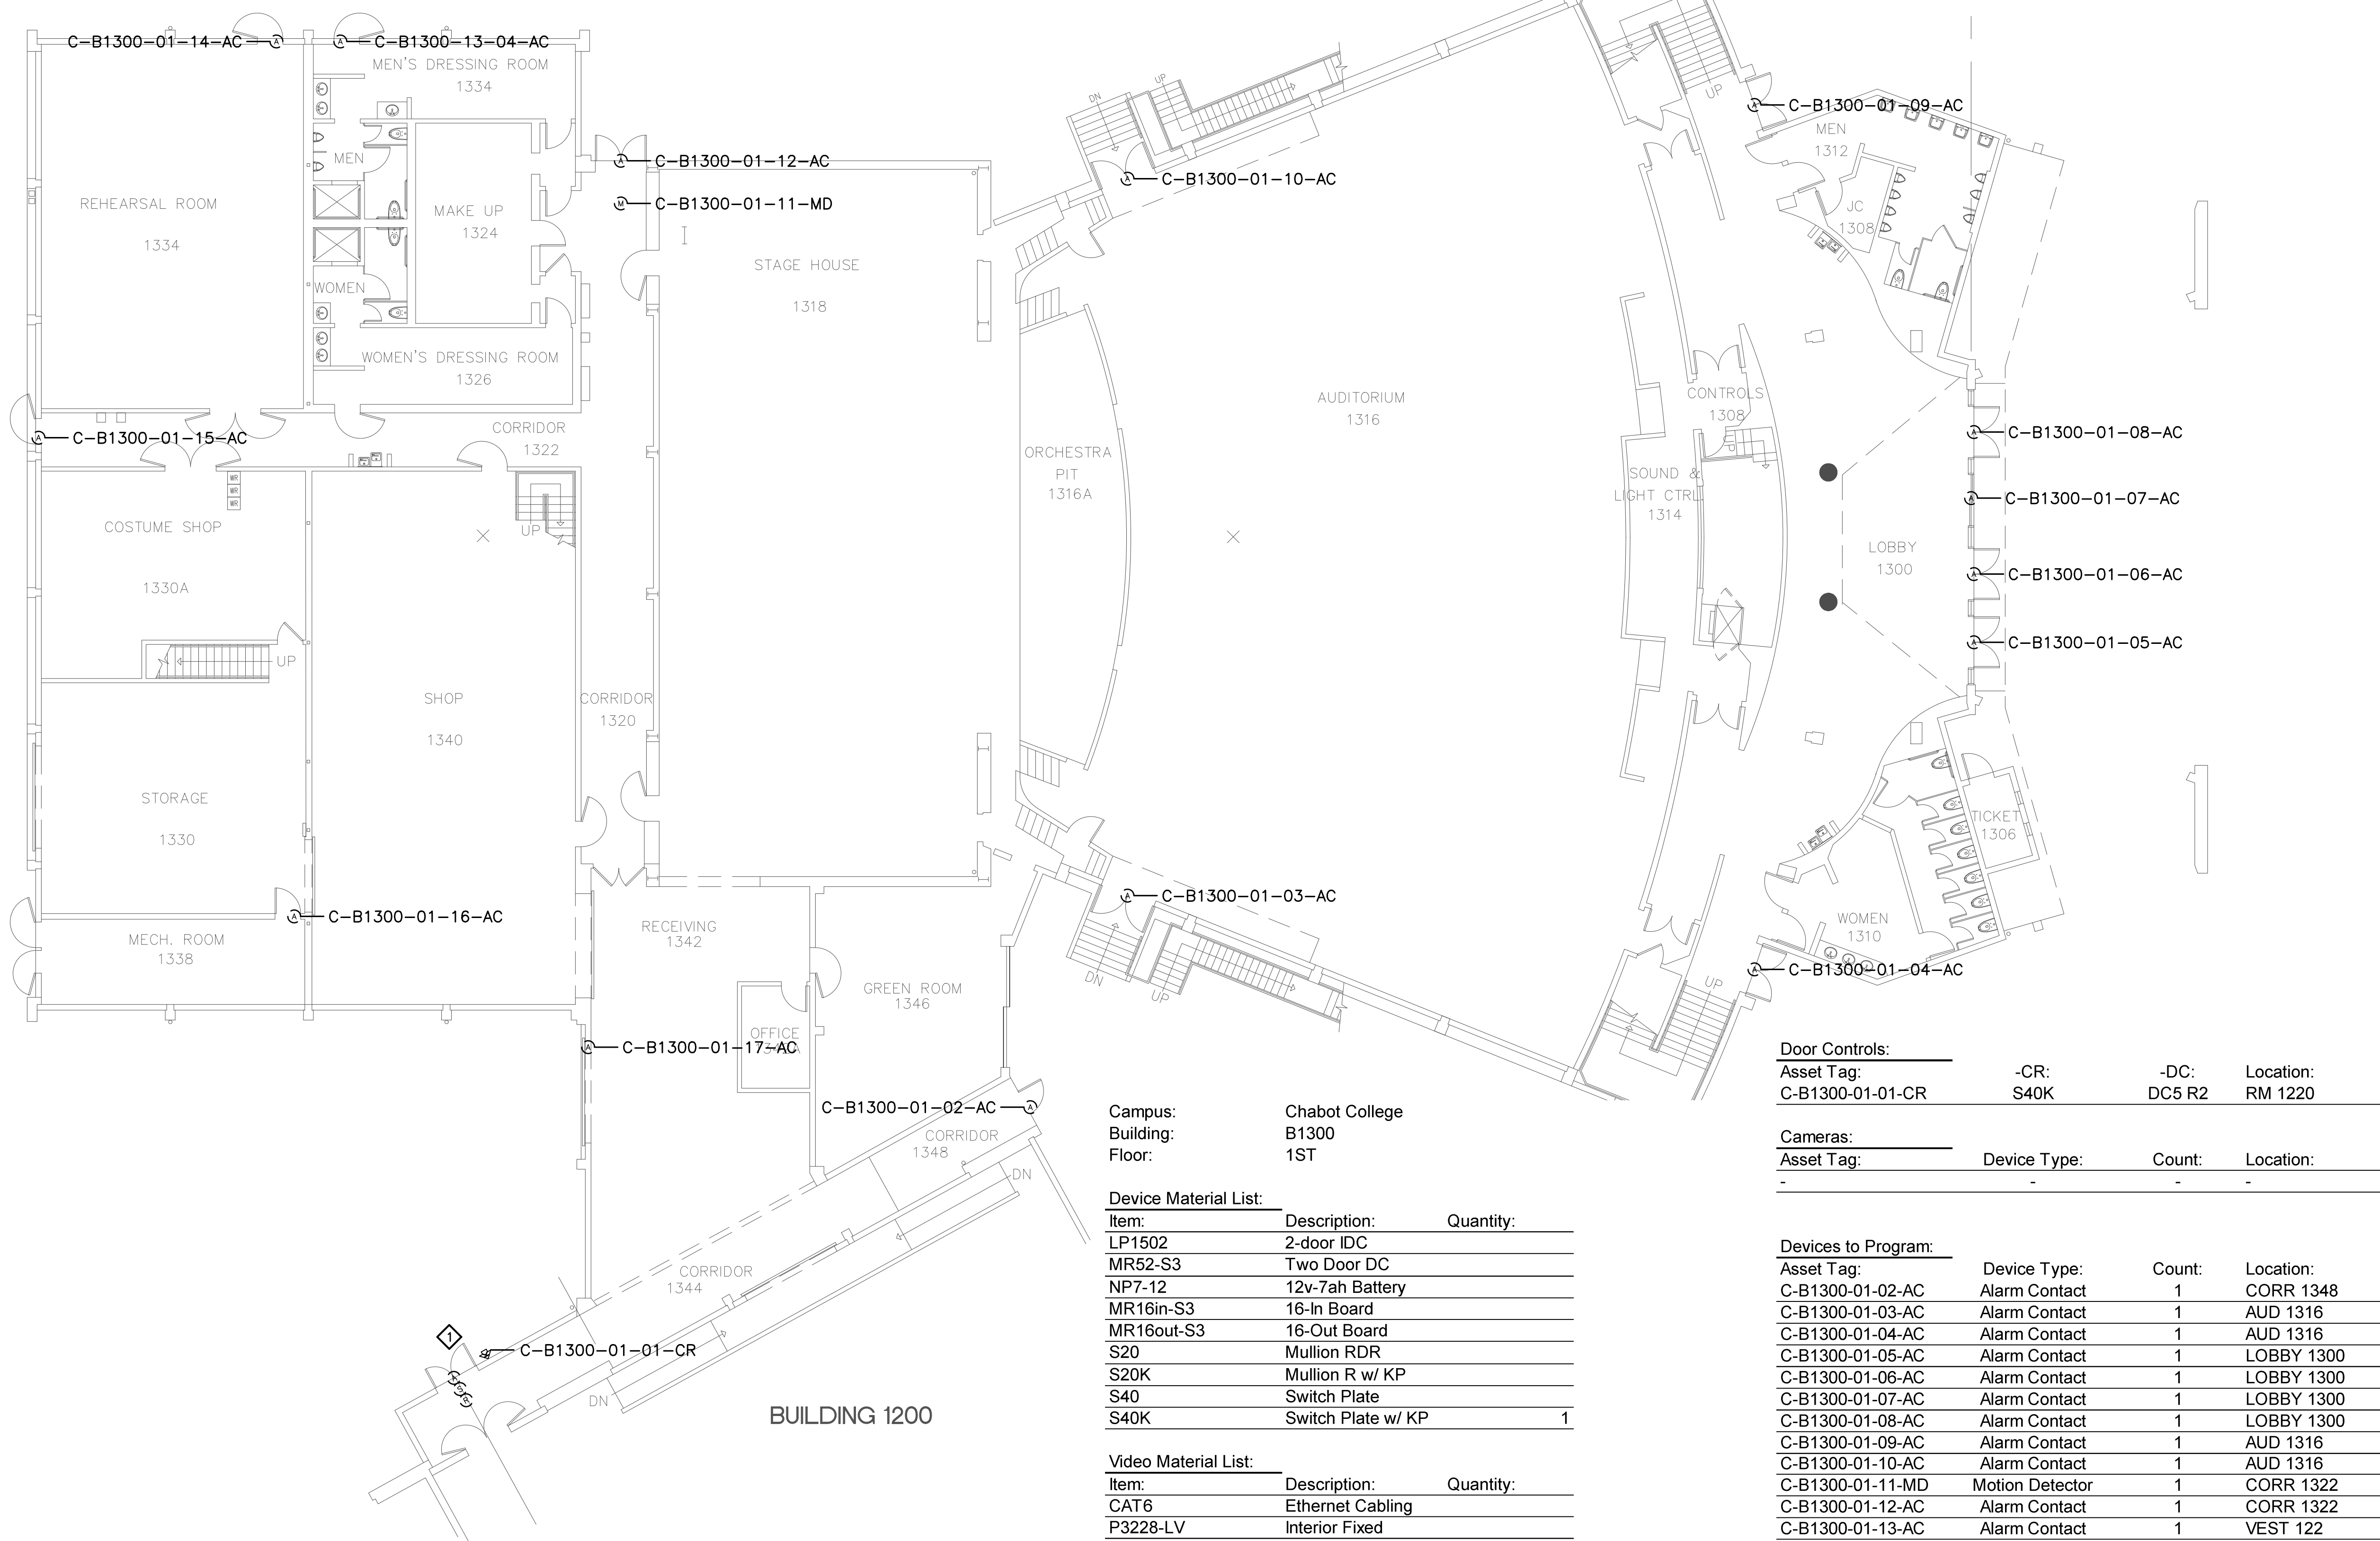 C-B1300-01-14-AC
C-B1300-13-04-AC
MEN'S DRESSING ROOM
1334
UP
UP
DN
C-B1300-01-09-AC
MEN
1312
MEN
C-B1300-01-12-AC
C-B1300-01-10-AC
REHEARSAL ROOM
1334
MAKE UP
1324
C-B1300-01-11-MD
JC
1308
STAGE HOUSE
1318
WOMEN
WOMEN'S DRESSING ROOM
1326
AUDITORIUM
1316
CONTROLS
1308
C-B1300-01-15-AC
CORRIDOR
1322
C-B1300-01-08-AC
ORCHESTRA
PIT
1316A
SOUND &
LIGHT CTRL.
1314
UP
WR
WR
WR
C-B1300-01-07-AC
COSTUME SHOP
1330A
UP
LOBBY
1300
C-B1300-01-06-AC
C-B1300-01-05-AC
UP
SHOP
1340
CORRIDOR
1320
STORAGE
1330
TICKET
1306
C-B1300-01-03-AC
C-B1300-01-16-AC
MECH. ROOM
1338
RECEIVING
1342
WOMEN
1310
C-B1300-01-04-AC
DN
UP
UP
GREEN ROOM
1346
OFFICE
C-B1300-01-17-AC
C-B1300-01-02-AC
CORRIDOR
1348
DN
CORRIDOR
1344
1
C-B1300-01-01-CR
DN
BUILDING 1200
Campus: Chabot College
Building: B1300
Floor: 1ST
Device Material List:
Item: Description: Quantity:
LP1502 2-door IDC
MR52-S3 Two Door DC
NP7-12 12v-7ah Battery
MR16in-S3 16-In Board
MR16out-S3 16-Out Board
S20 Mullion RDR
S20K Mullion R w/ KP
S40 Switch Plate
S40K Switch Plate w/ KP 1
Video Material List:
Item: Description: Quantity:
CAT6 Ethernet Cabling
P3228-LV Interior Fixed
Door Controls:
Asset Tag: -CR: -DC: Location:
C-B1300-01-01-CR S40K DC5 R2 RM 1220
Cameras:
Asset Tag: Device Type: Count: Location:
- - - -
Devices to Program:
Asset Tag: Device Type: Count: Location:
C-B1300-01-02-AC Alarm Contact 1 CORR 1348
C-B1300-01-03-AC Alarm Contact 1 AUD 1316
C-B1300-01-04-AC Alarm Contact 1 AUD 1316
C-B1300-01-05-AC Alarm Contact 1 LOBBY 1300
C-B1300-01-06-AC Alarm Contact 1 LOBBY 1300
C-B1300-01-07-AC Alarm Contact 1 LOBBY 1300
C-B1300-01-08-AC Alarm Contact 1 LOBBY 1300
C-B1300-01-09-AC Alarm Contact 1 AUD 1316
C-B1300-01-10-AC Alarm Contact 1 AUD 1316
C-B1300-01-11-MD Motion Detector 1 CORR 1322
C-B1300-01-12-AC Alarm Contact 1 CORR 1322
C-B1300-01-13-AC Alarm Contact 1 VEST 122